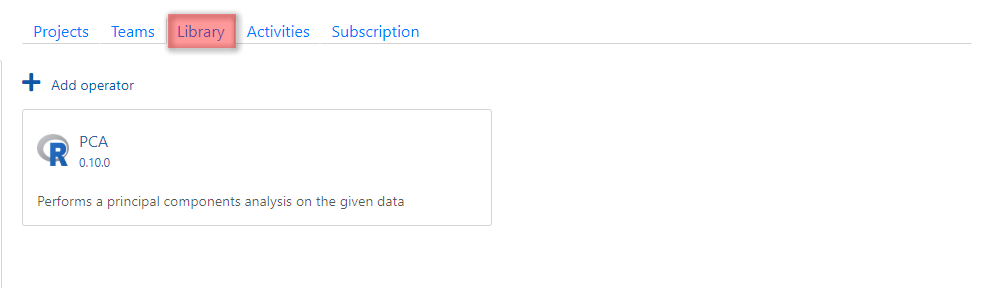 Projects Teams Library Activities Subscription
Add operator
PCA
0.10.0
Performs a principal components analysis on the given data